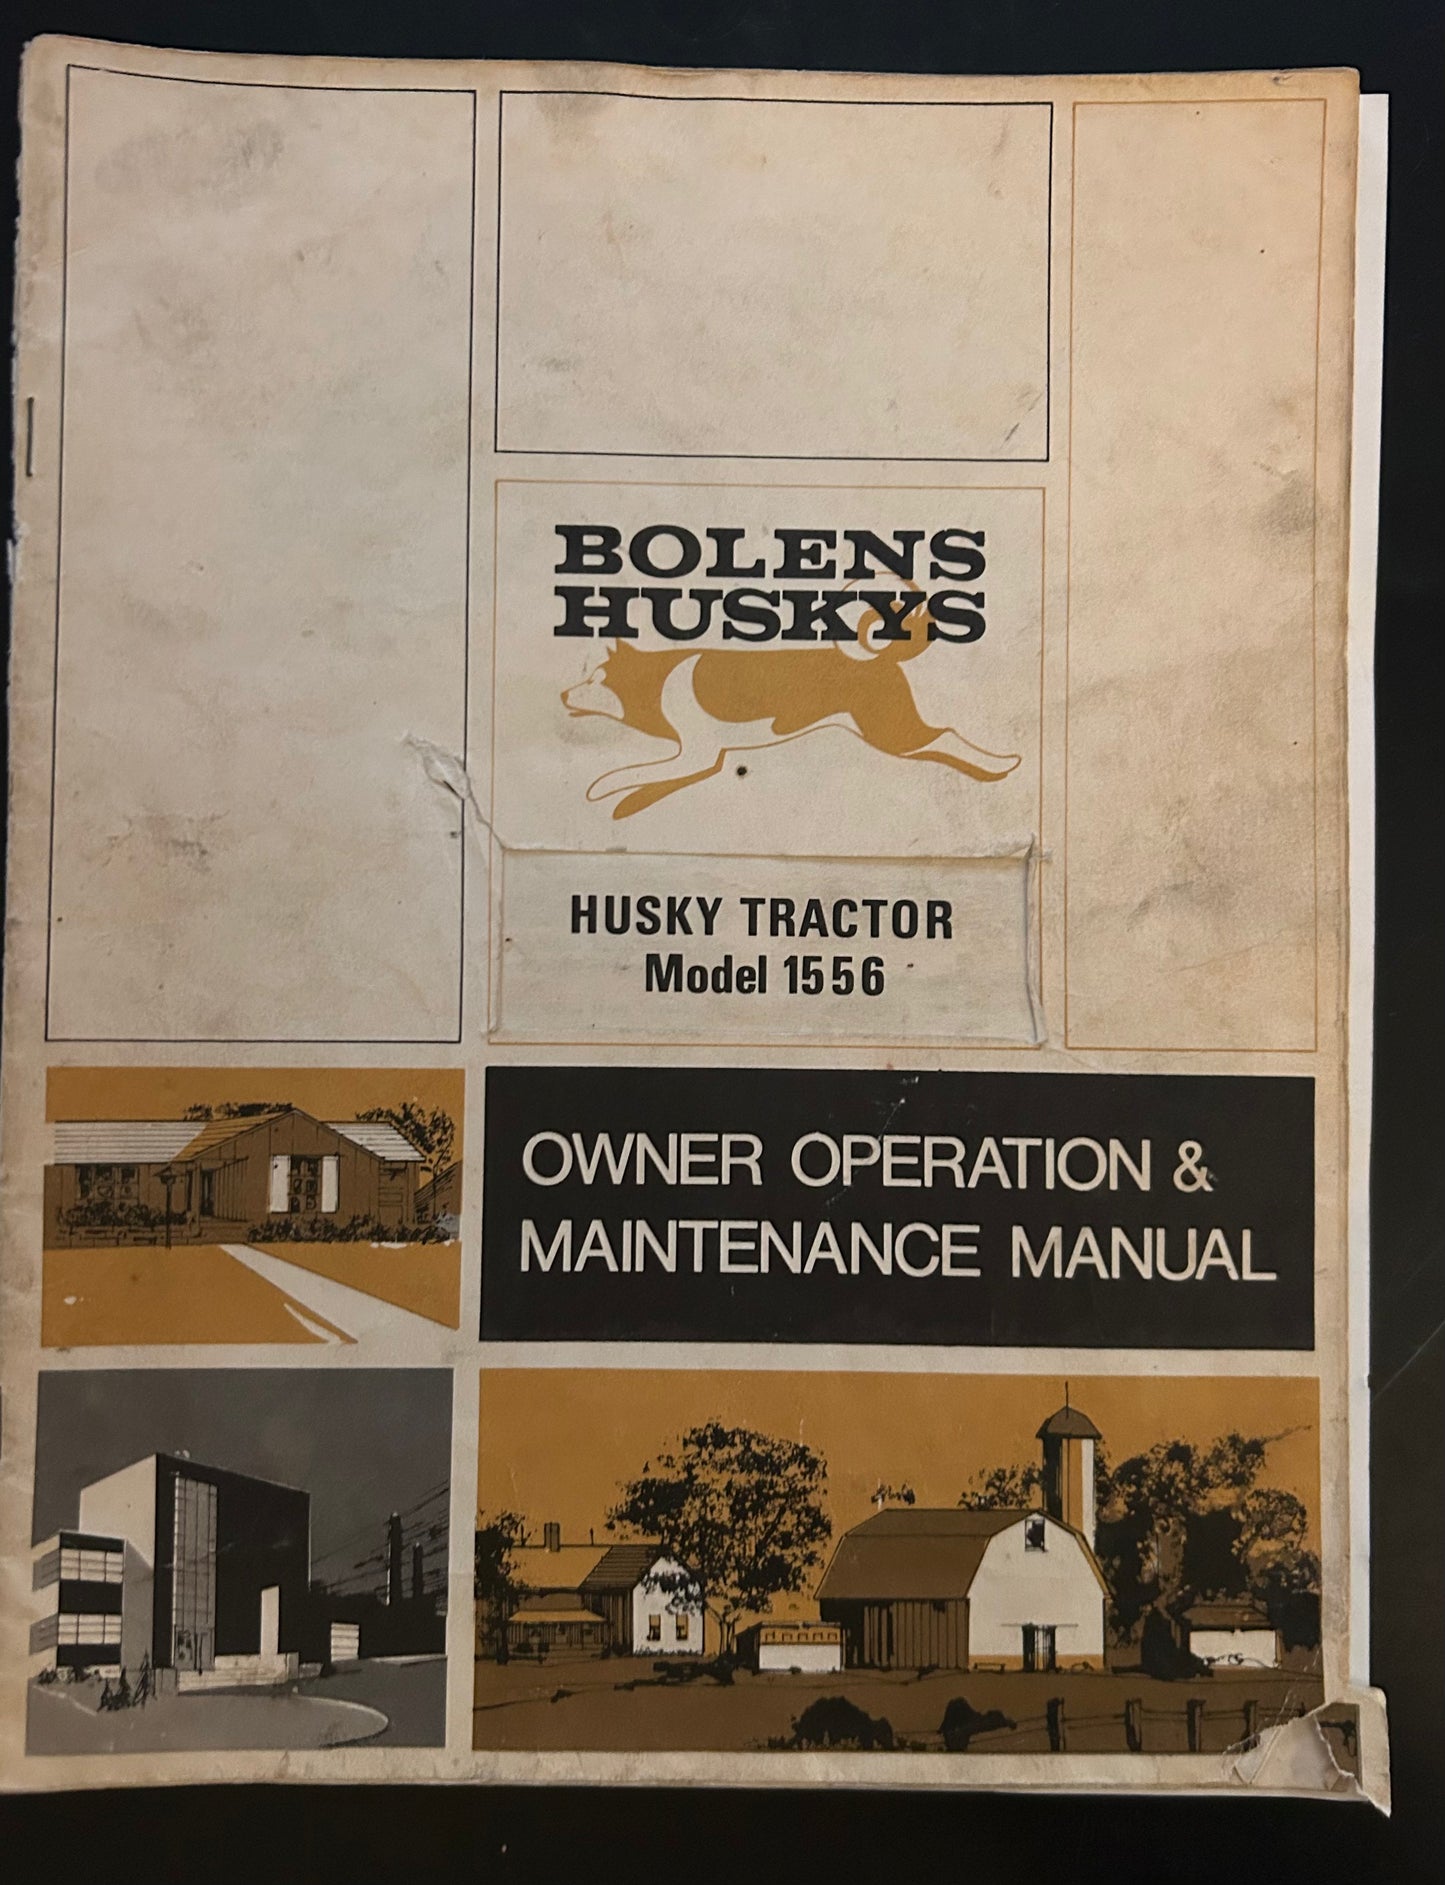 BOLENS
HUSKYS
HUSKY TRACTOR
Model 1556
OWNER OPERATION &
MAINTENANCE MANUAL